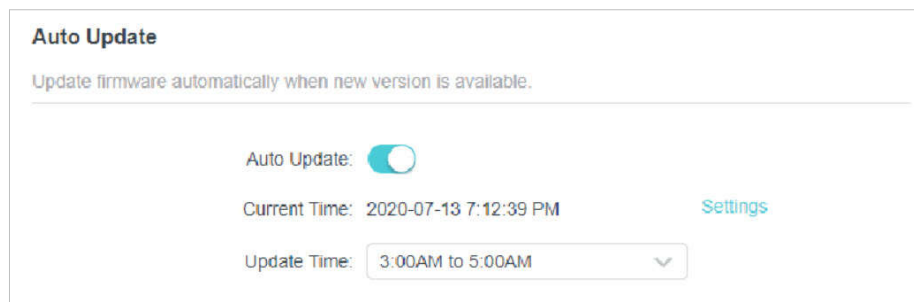 Auto Update
Update firmware automatically when new version is available.
Auto Update:
Current Time: 2020-07-13 7:12:39 PM Settings
Update Time: 3:00AM to 5:00AM